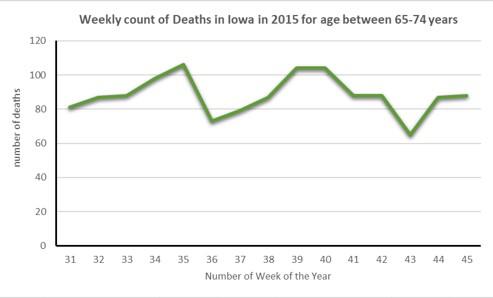 Weekly count of Deaths in Iowa in 2015 for age between 65-74 years
120
100
80
60
40
20
0
number of deaths
31 32 33 34 35 36 37 38 39 40 41 42 43 44 45
Number of Week of the Year